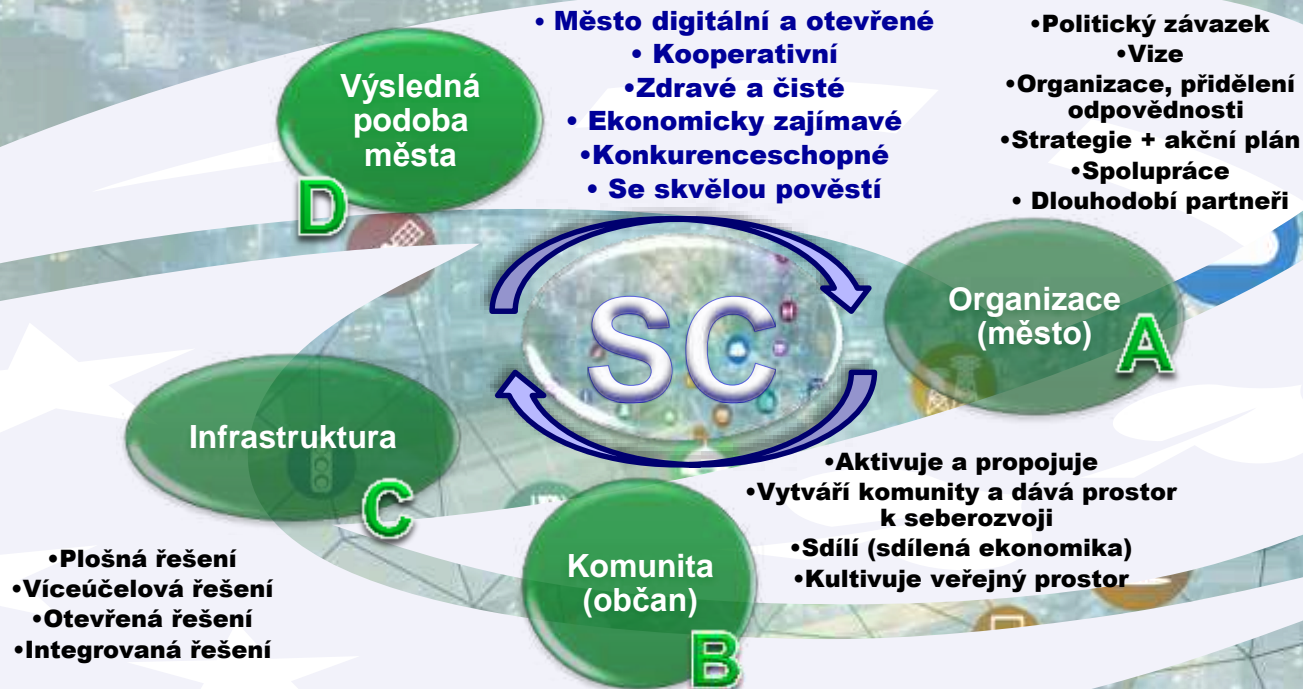 Výsledná
podoba
města
D
• Město digitální a otevřené
• Kooperativní
•Zdravé a čisté
• Ekonomicky zajímavé
•Konkurenceschopné
• Se skvělou pověstí
•Politický závazek
•Vize
•Organizace, přidělení
odpovědnosti
•Strategie + akční plán
•Spolupráce
• Dlouhodobí partneři
SC
Organizace
(město)
A
Infrastruktura
C
•Plošná řešení
•Víceúčelová řešení
•Otevřená řešení
•Integrovaná řešení
Komunita
(občan)
B
•Aktivuje a propojuje
•Vytváří komunity a dává prostor
k seberozvoji
•Sdílí (sdílená ekonomika)
•Kultivuje veřejný prostor